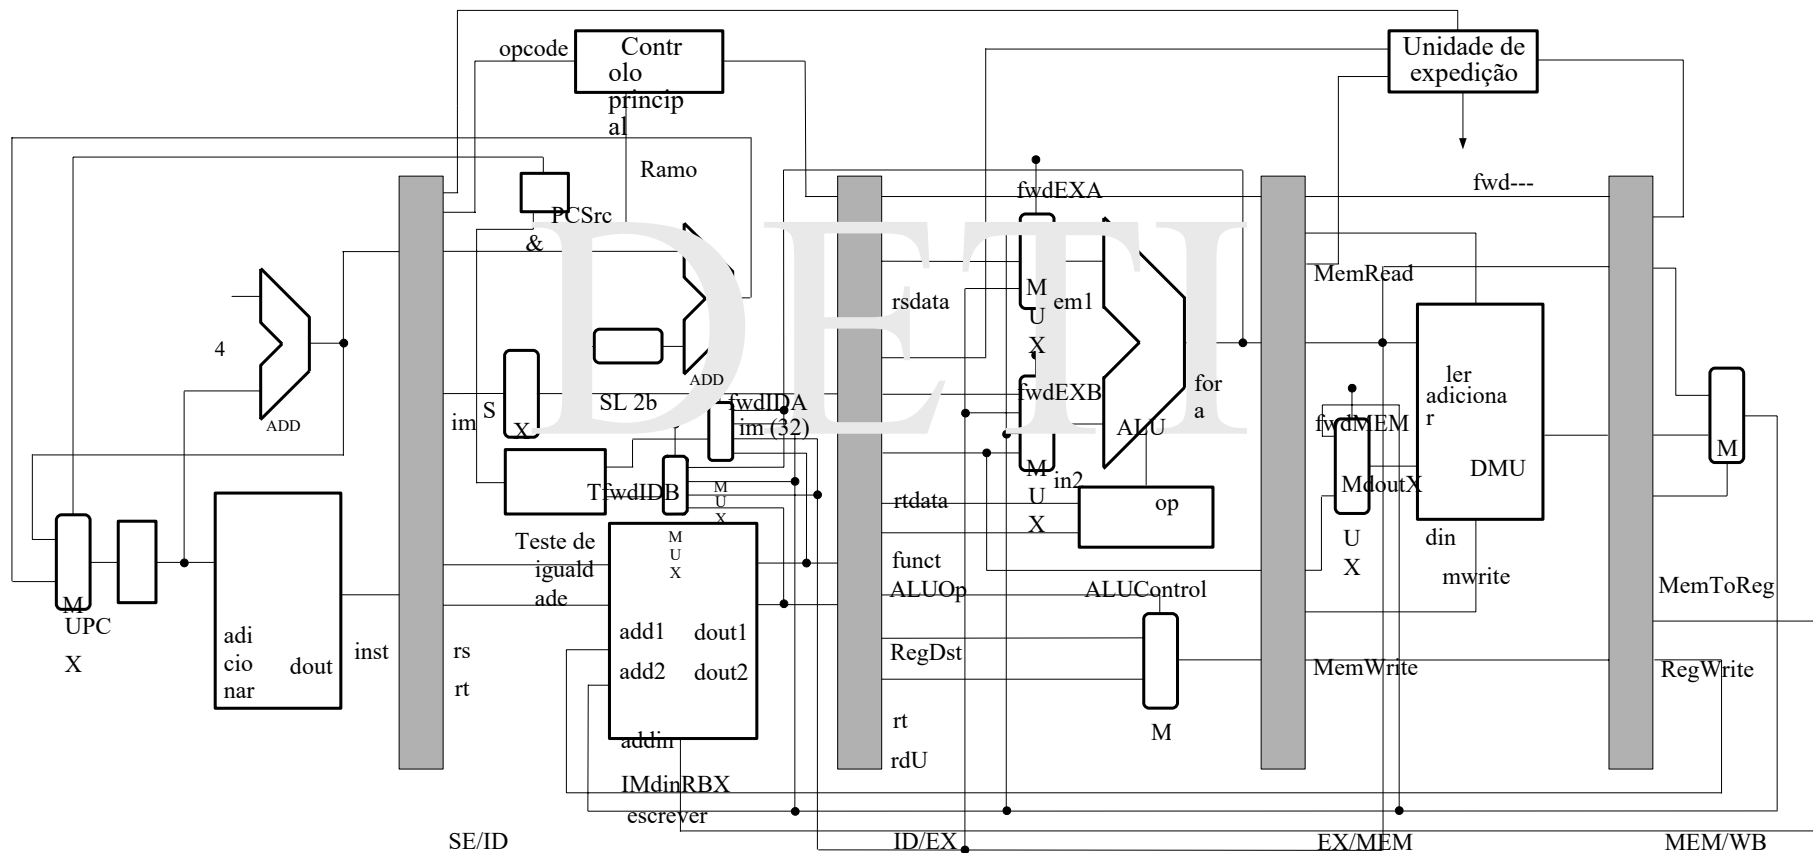 opcode
Contr
olo
princip
al
Unidade de
expedição
Ramo
fwd---
fwdEXA
PCSrc
&
DETI
MemRead
rsdata
M
U
X
em1
4
ADD
ADD
SL 2b
im
S
X
fwdIDA
im (32)
fwdEXB
ALU
for
a
ler
adiciona
r
fwdMEM
M
DMU
TfwdIDB
M
U
X
M
U
X
in2
rtdata
op
MdoutX
U
X
din
mwrite
Teste de
iguald
ade
M
U
X
funct
ALUOp
ALUControl
MemToReg
M
UPC
X
adi
cio
nar
dout
inst
rs
rt
add1
add2
dout1
dout2
RegDst
MemWrite
RegWrite
M
rt
rdU
addin
IMdinRBX
escrever
SE/ID
ID/EX
EX/MEM
MEM/WB